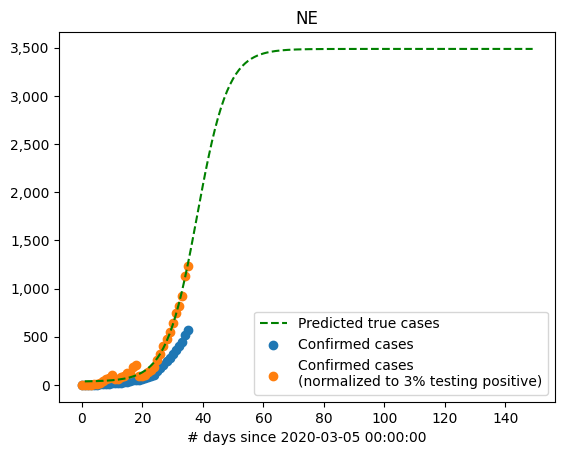 NE
3,500
3,000
2,500
2,000
1,500
1,000
500
0
0 20 40 60 80 100 120 140
# days since 2020-03-05 00:00:00
Predicted true cases
Confirmed cases
Confirmed cases
(normalized to 3% testing positive)